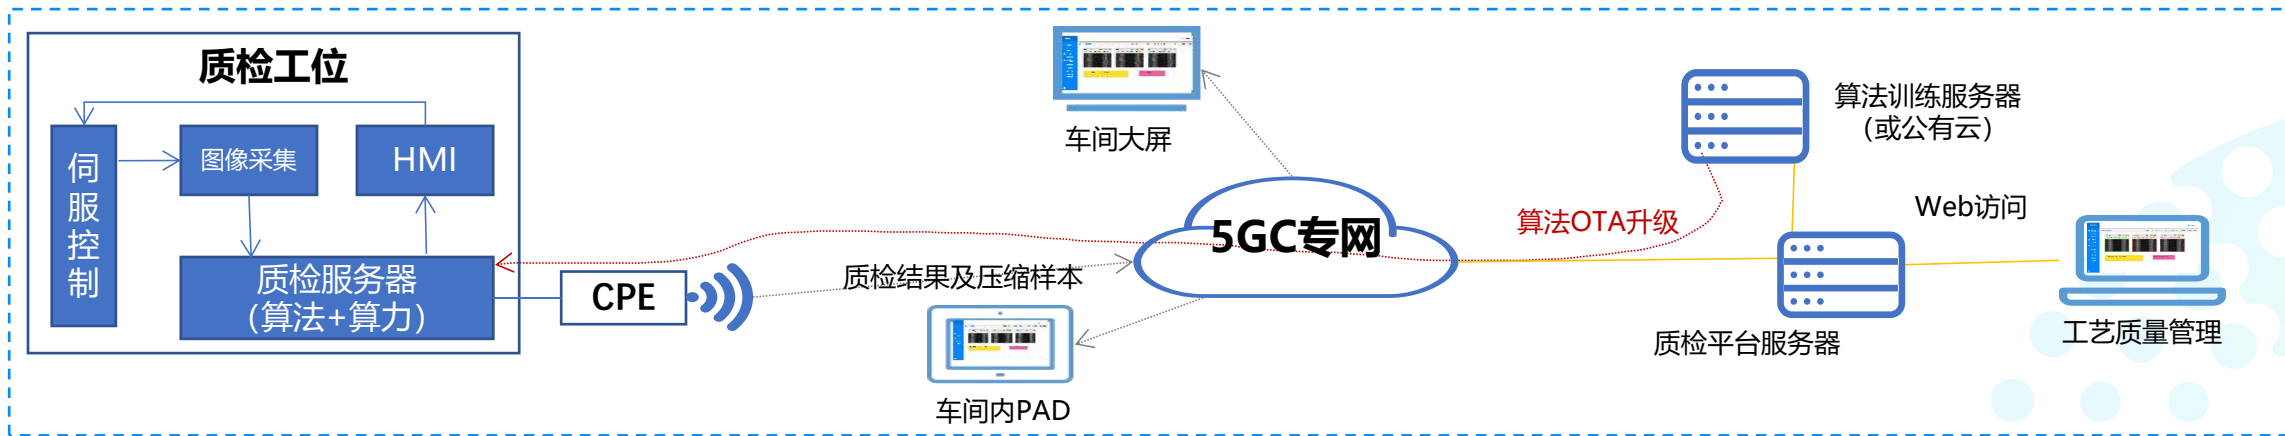 质检工位
伺服控制
图像采集
HMI
质检服务器
（算法+算力）
CPE
质检结果及压缩样本
车间大屏
车间内PAD
5GC专网
算法OTA升级
算法训练服务器
（或公有云）
Web访问
质检平台服务器
工艺质量管理